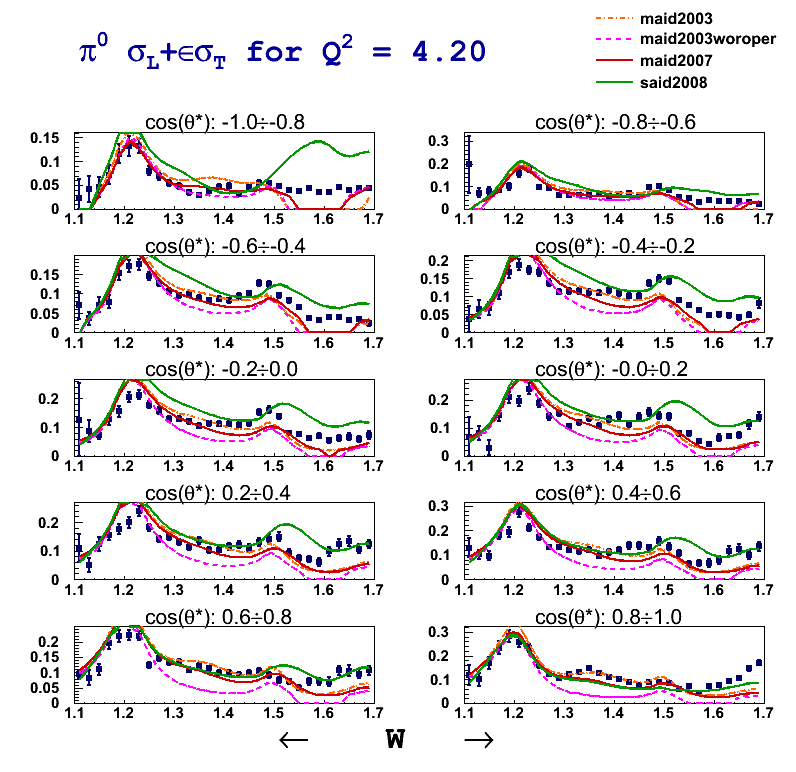 π⁰ σL+∈σT for Q² = 4.20
maid2003
maid2003woroper
maid2007
said2008
cos(θ*): -1.0÷-0.8
0.15
0.1
0.05
0
1.1 1.2 1.3 1.4 1.5 1.6 1.7
cos(θ*): -0.8÷-0.6
0.3
0.2
0.1
0
1.1 1.2 1.3 1.4 1.5 1.6 1.7
cos(θ*): -0.6÷-0.4
0.15
0.1
0.05
0
1.1 1.2 1.3 1.4 1.5 1.6 1.7
cos(θ*): -0.4÷-0.2
0.2
0.15
0.1
0.05
0
1.1 1.2 1.3 1.4 1.5 1.6 1.7
cos(θ*): -0.2÷0.0
0.2
0.1
0
1.1 1.2 1.3 1.4 1.5 1.6 1.7
cos(θ*): -0.0÷0.2
0.2
0.1
0
1.1 1.2 1.3 1.4 1.5 1.6 1.7
cos(θ*): 0.2÷0.4
0.2
0.1
0
1.1 1.2 1.3 1.4 1.5 1.6 1.7
cos(θ*): 0.4÷0.6
0.3
0.2
0.1
0
1.1 1.2 1.3 1.4 1.5 1.6 1.7
cos(θ*): 0.6÷0.8
0.2
0.15
0.1
0.05
0
1.1 1.2 1.3 1.4 1.5 1.6 1.7
cos(θ*): 0.8÷1.0
0.3
0.2
0.1
0
1.1 1.2 1.3 1.4 1.5 1.6 1.7
← W →